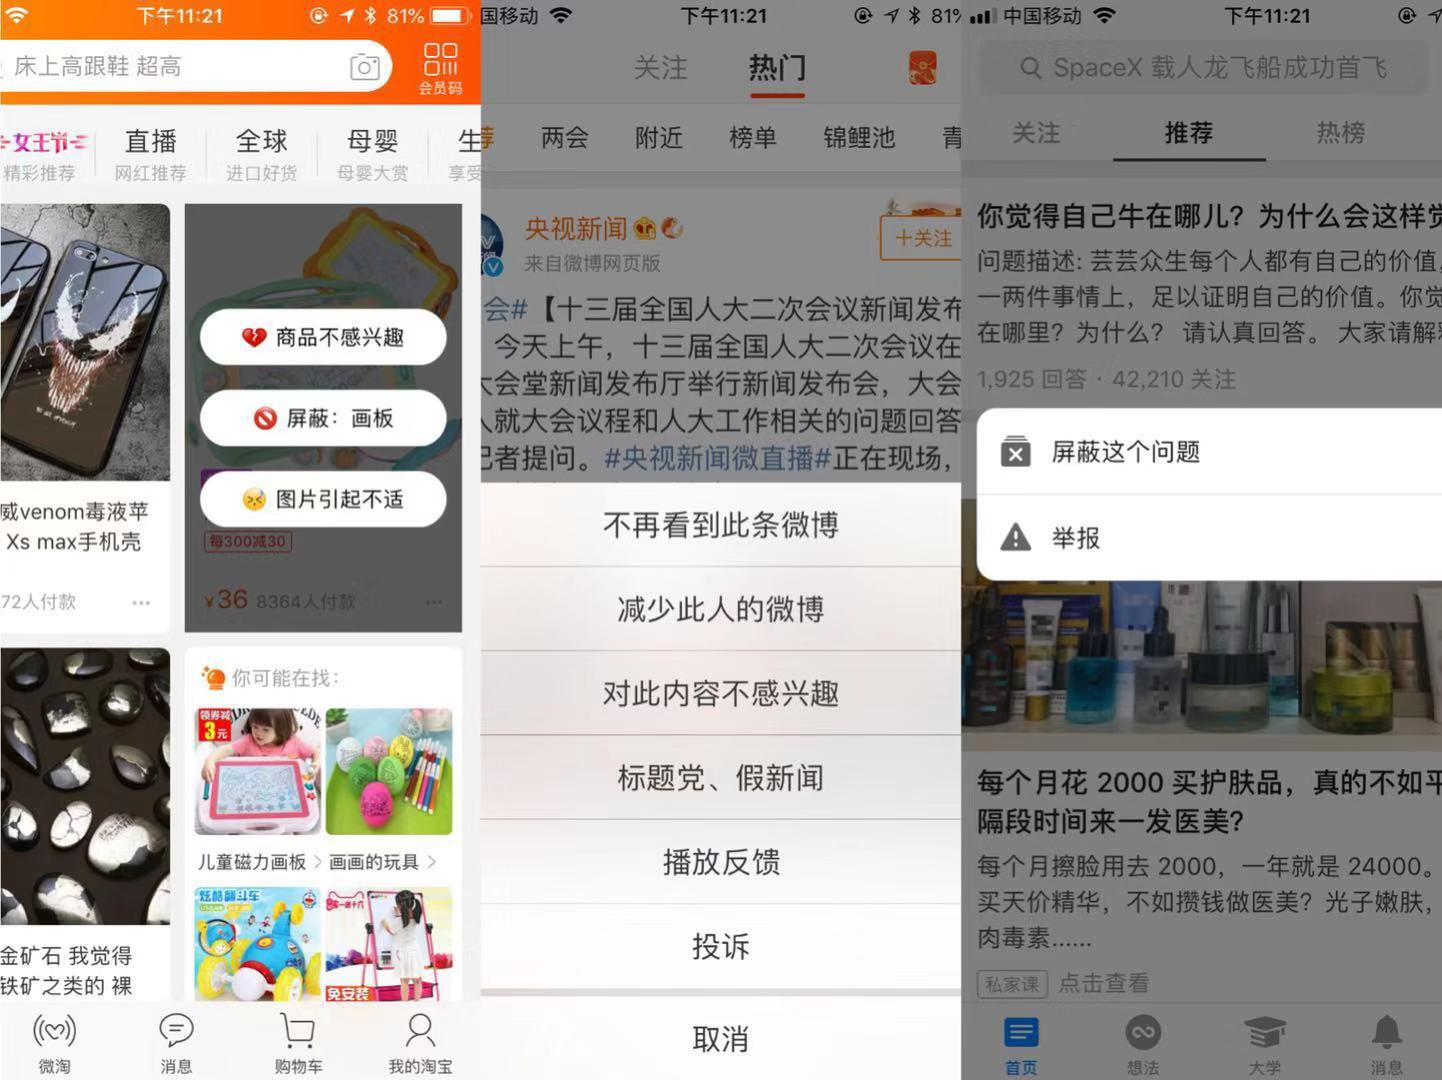 下午11:21
81%
床上高跟鞋 超高
会员码
女王节
直播
全球
母婴
生
精彩推荐
网红推荐
进口好货
母婴大赏
享受
商品不感兴趣
屏蔽：画板
图片引起不适
威venom毒液苹
Xs max手机壳
72人付款
每300减30
¥36 8364人付款
你可能在找：
领券减
3元
儿童磁力画板
画画的玩具
炫酷翻斗车
免安装
金矿石 我觉得
铁矿之类的 裸
微淘
消息
购物车
我的淘宝
国移动
下午11:21
81%
关注
热门
荐
两会
附近
榜单
锦鲤池
青
央视新闻
来自微博网页版
+关注
会#【十三届全国人大二次会议新闻发布
今天上午，十三届全国人大二次会议在
大会堂新闻发布厅举行新闻发布会，大会
人就大会议程和人大工作相关的问题回答
记者提问。#央视新闻微直播#正在现场，
不再看到此条微博
减少此人的微博
对此内容不感兴趣
标题党、假新闻
播放反馈
投诉
取消
中国移动
下午11:21
SpaceX 载人龙飞船成功首飞
关注
推荐
热榜
你觉得自己牛在哪儿？为什么会这样觉
问题描述: 芸芸众生每个人都有自己的价值，
一两件事情上，足以证明自己的价值。你觉
在哪里？为什么？ 请认真回答。 大家请解释
1,925 回答 · 42,210 关注
屏蔽这个问题
举报
每个月花 2000 买护肤品，真的不如平
隔段时间来一发医美？
每个月擦脸用去 2000，一年就是 24000。
买天价精华，不如攒钱做医美？光子嫩肤，
肉毒素……
私家课 点击查看
首页
想法
大学
消息